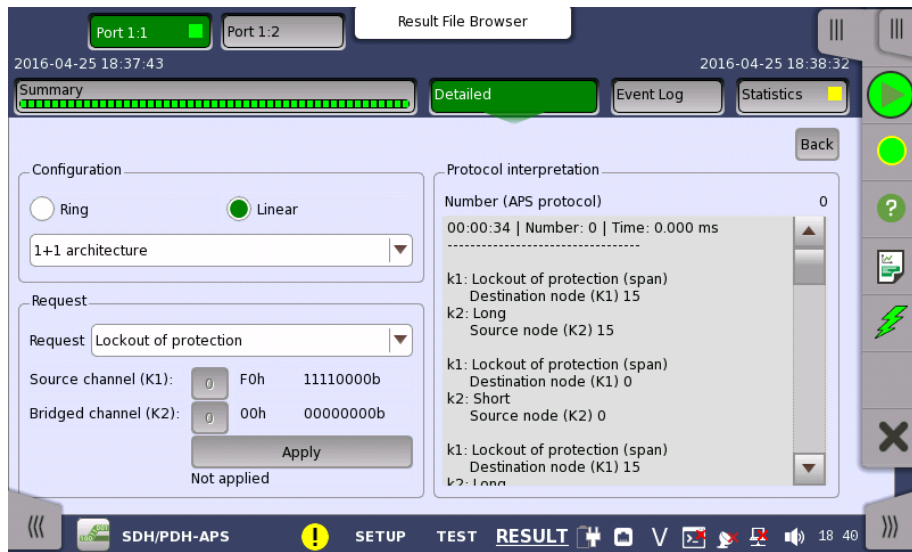 Result File Browser
Port 1:1
Port 1:2
2016-04-25 18:37:43
2016-04-25 18:38:32
Summary
Detailed
Event Log
Statistics
Back
Configuration
Ring
Linear
1+1 architecture
Request
Request Lockout of protection
Source channel (K1): 0 F0h 11110000b
Bridged channel (K2): 0 00h 00000000b
Apply
Not applied
Protocol interpretation
Number (APS protocol) 0
00:00:34 | Number: 0 | Time: 0.000 ms
----------------------------------
k1: Lockout of protection (span)
Destination node (K1) 15
k2: Long
Source node (K2) 15
k1: Lockout of protection (span)
Destination node (K1) 0
k2: Short
Source node (K2) 0
k1: Lockout of protection (span)
Destination node (K1) 15
k2: Long
SDH/PDH-APS
SETUP TEST RESULT
18 40